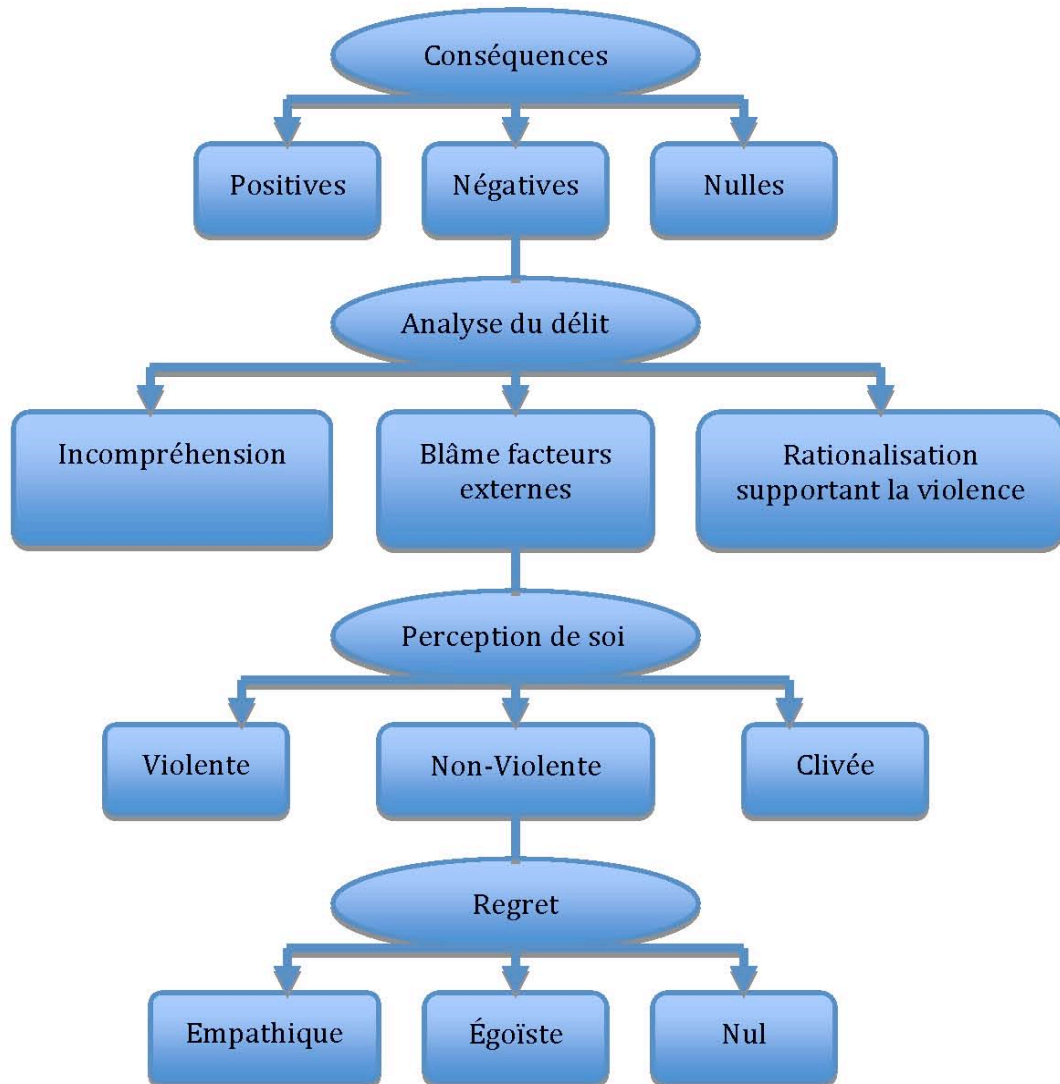 Conséquences
Positives
Négatives
Nulles
Analyse du délit
Incompréhension
Blâme facteurs
externes
Rationalisation
supportant la violence
Perception de soi
Violente
Non-Violente
Clivée
Regret
Empathique
Égoïste
Nul